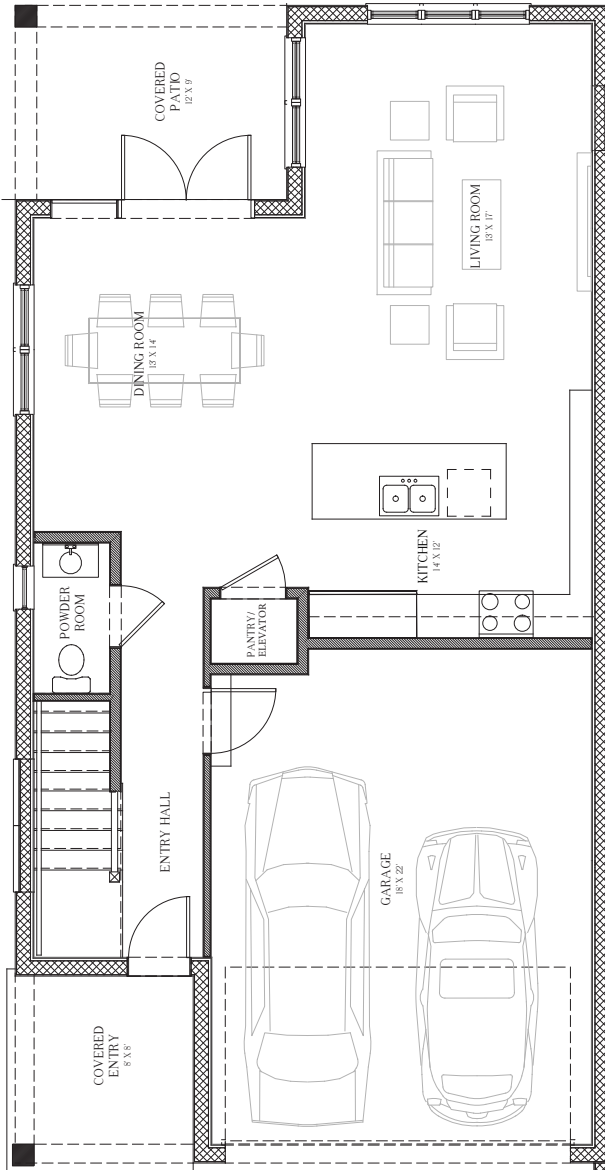 COVERED
PATIO
12' X 9'
LIVING ROOM
13' X 17'
DINING ROOM
13' X 14'
KITCHEN
14' X 12'
POWDER
ROOM
PANTRY/
ELEVATOR
ENTRY HALL
GARAGE
18' X 22'
COVERED
ENTRY
8' X 8'